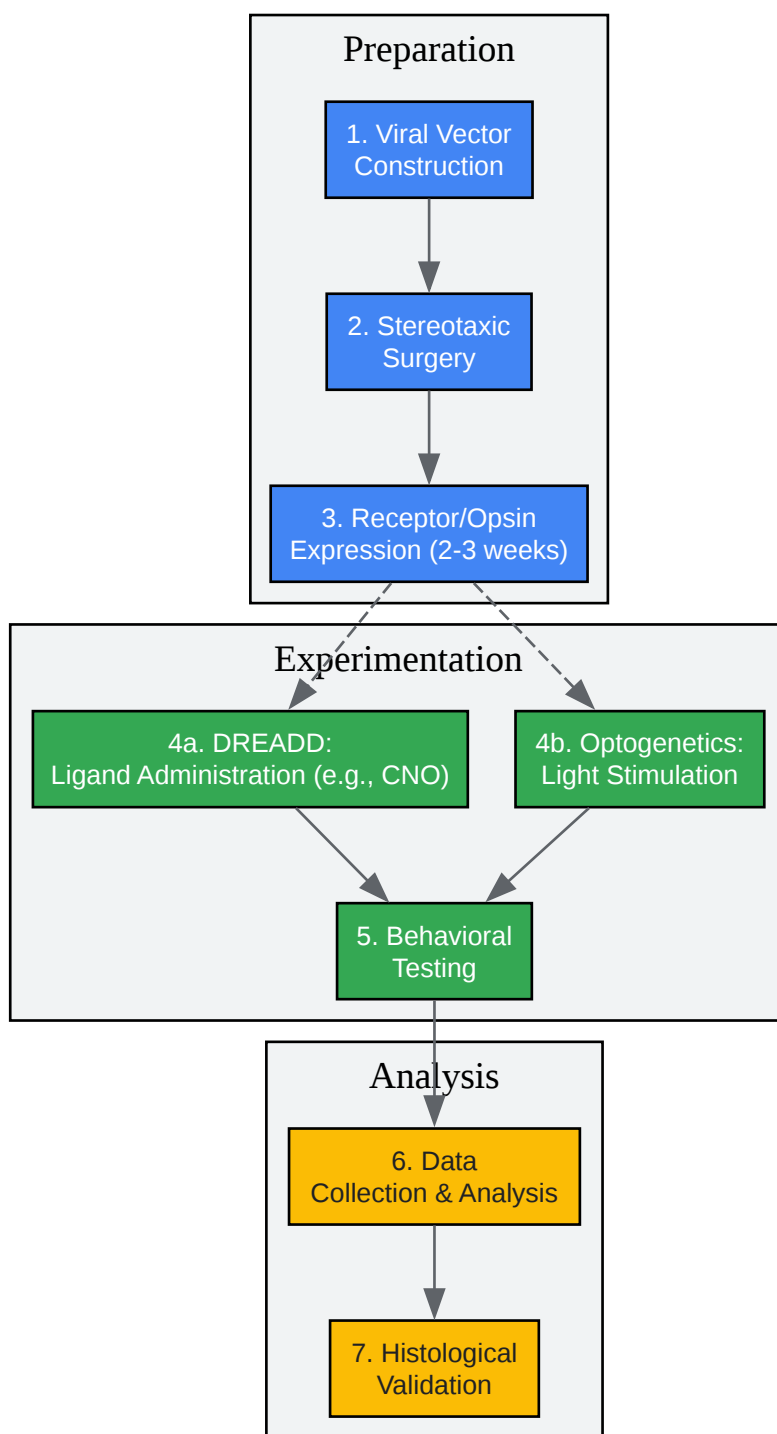 Preparation
1. Viral Vector
Construction
2. Stereotaxic
Surgery
3. Receptor/Opsin
Expression (2-3 weeks)
Experimentation
4a. DREADD:
Ligand Administration (e.g., CNO)
4b. Optogenetics:
Light Stimulation
5. Behavioral
Testing
Analysis
6. Data
Collection & Analysis
7. Histological
Validation